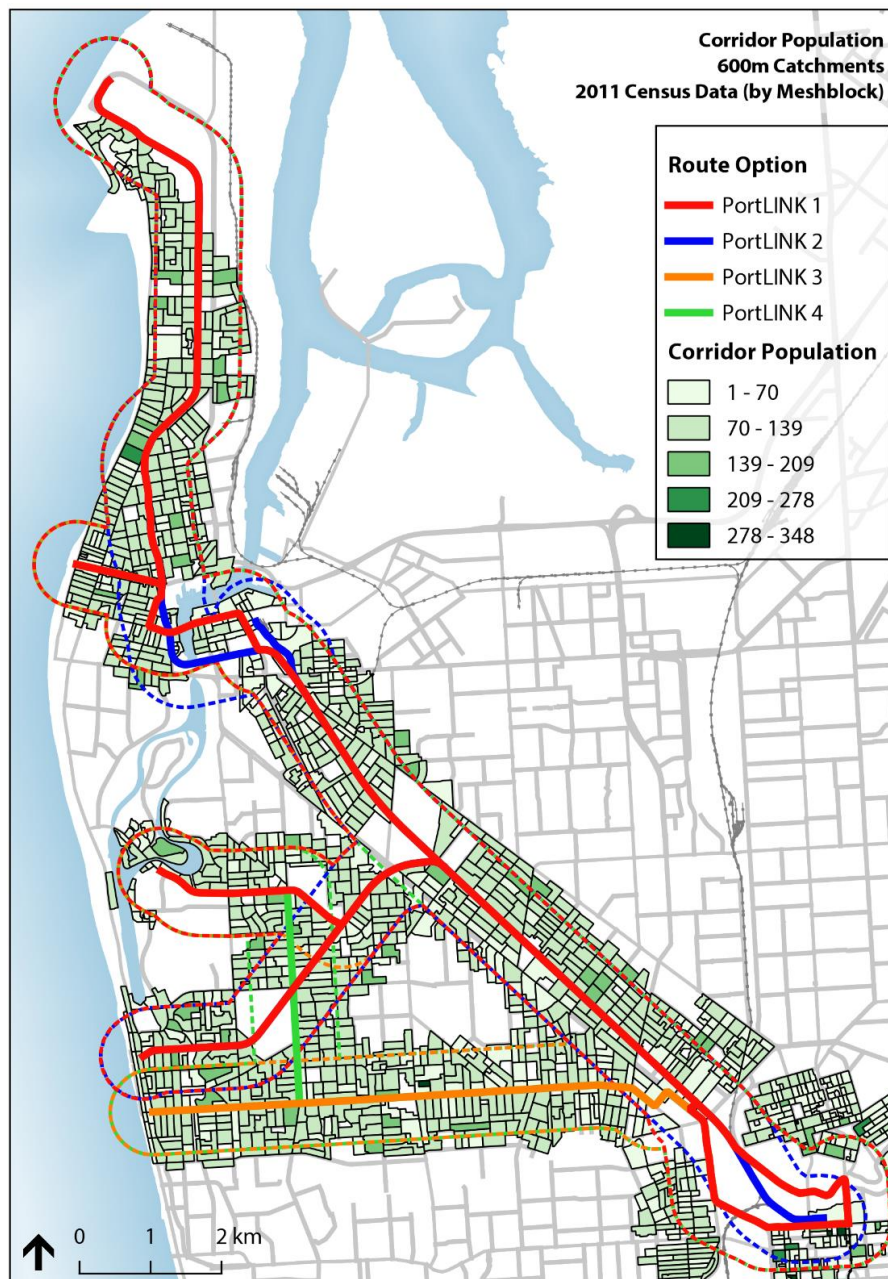 Corridor Population
600m Catchments
2011 Census Data (by Meshblock)
Route Option
PortLINK 1
PortLINK 2
PortLINK 3
PortLINK 4
Corridor Population
1 - 70
70 - 139
139 - 209
209 - 278
278 - 348
0 1 2 km